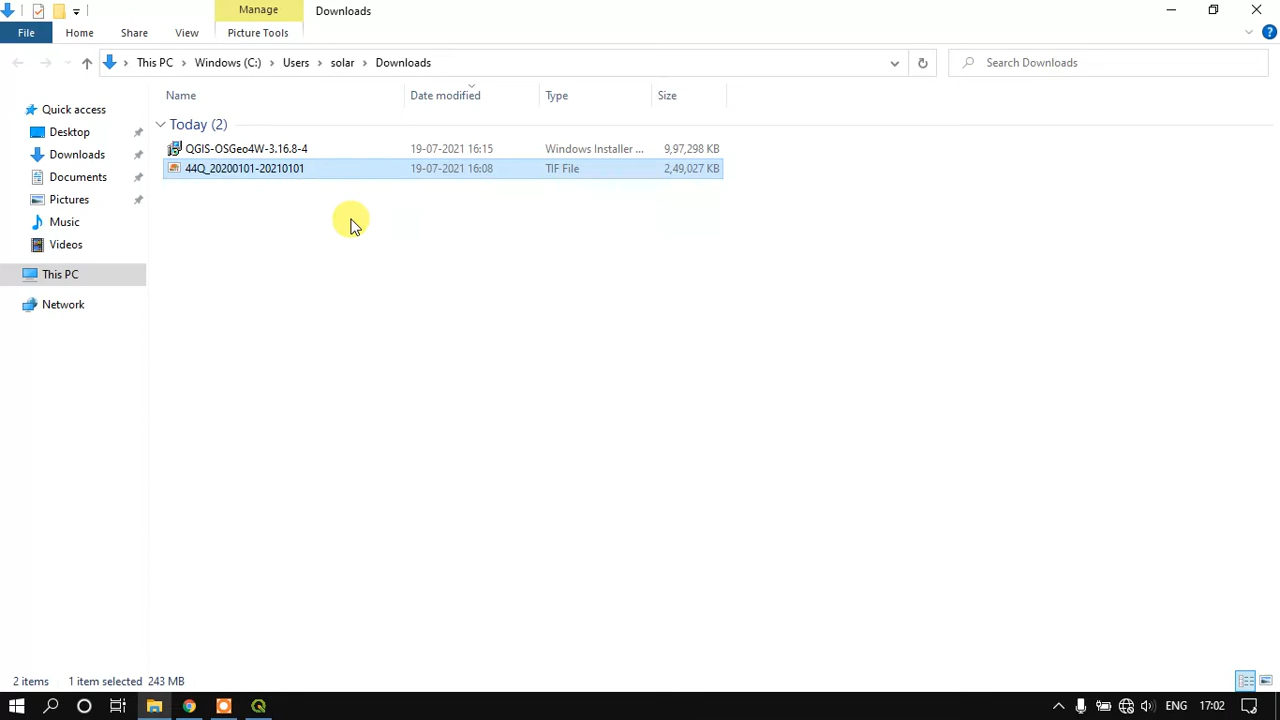 Manage
Downloads
File
Home
Share
View
Picture Tools
This PC
Windows (C:)
Users
solar
Downloads
Search Downloads
Name
Date modified
Type
Size
Quick access
Today (2)
Desktop
QGIS-OSGeo4W-3.16.8-4
19-07-2021 16:15
Windows Installer ...
9,97,298 KB
Downloads
44Q_20200101-20210101
19-07-2021 16:08
TIF File
2,49,027 KB
Documents
Pictures
Music
Videos
This PC
Network
2 items
1 item selected 243 MB
ENG
17:02